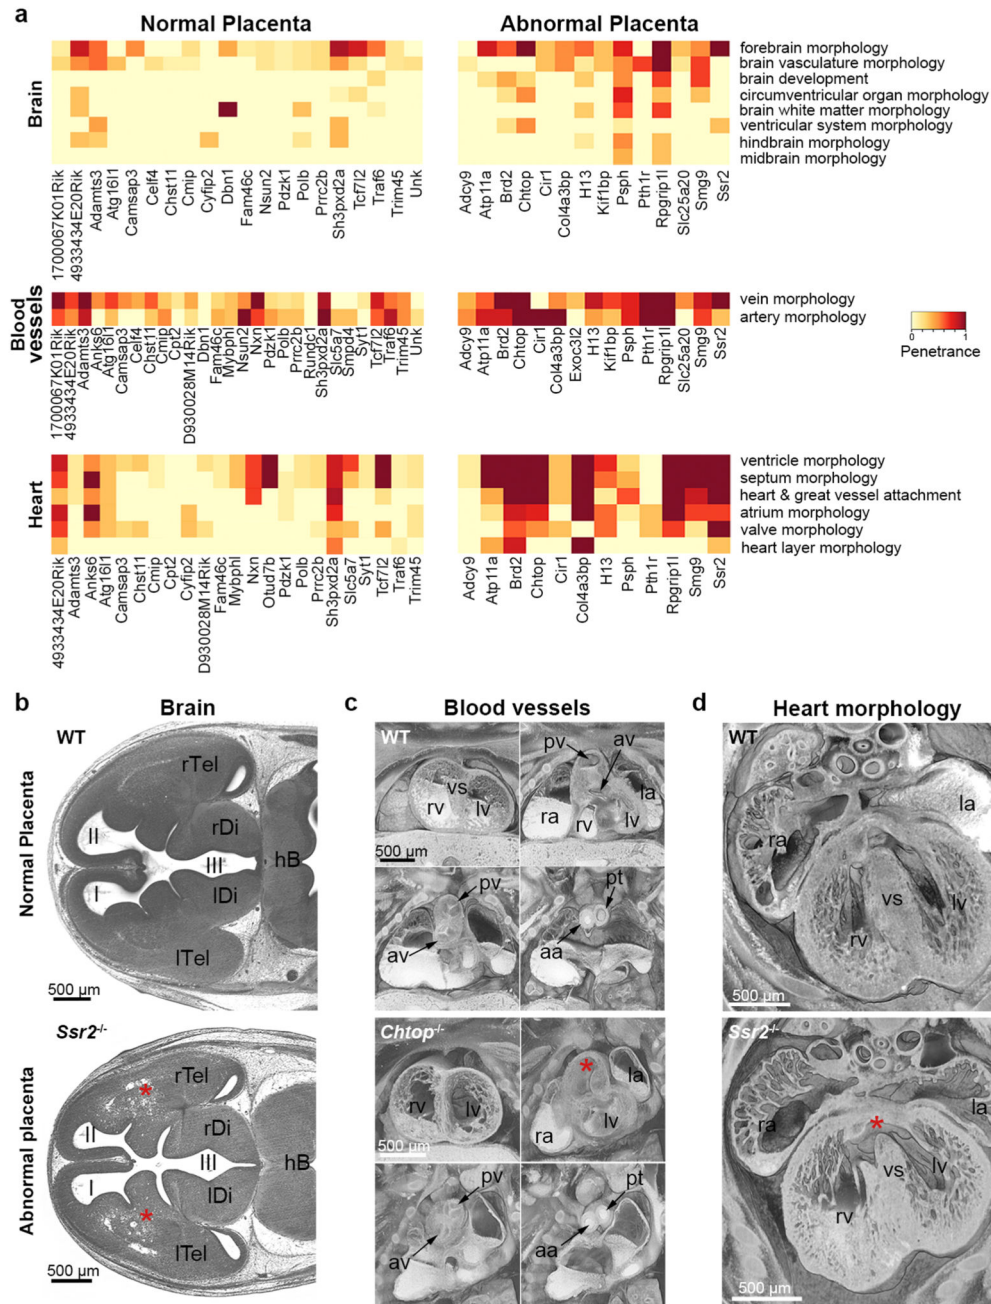 a
Normal Placenta
Abnormal Placenta
Brain
forebrain morphology
brain vasculature morphology
brain development
circumventricular organ morphology
brain white matter morphology
ventricular system morphology
hindbrain morphology
midbrain morphology
1700067K01Rik
4933434E20Rik
Adamts3
Atg16l1
Camsap3
Celf4
Chst11
Cmip
Cyfip2
Dbn1
Fam46c
Nsun2
Pdzk1
Polb
Prrc2b
Sh3pxd2a
Tcf7l2
Traf6
Trim45
Unk
Adcy9
Atp11a
Brd2
Chtop
Cir1
Col4a3bp
H13
Kif1bp
Psph
Pth1r
Rpgrip1l
Slc25a20
Smg9
Ssr2
Blood
vessels
vein morphology
artery morphology
0
1
Penetrance
1700067K01Rik
4933434E20Rik
Adamts3
Anks6
Atg16l1
Camsap3
Celf4
Chst11
Cmip
Cpt2
D930028M14Rik
Dbn1
Fam46c
Mybphl
Nsun2
Nxn
Pdzk1
Polb
Prrc2b
Rundc1
Sh3pxd2a
Slc5a7
Smpd4
Syt1
Tcf7l2
Traf6
Trim45
Unk
Adcy9
Atp11a
Brd2
Chtop
Cir1
Col4a3bp
Exoc3l2
H13
Kif1bp
Psph
Pth1r
Rpgrip1l
Slc25a20
Smg9
Ssr2
Heart
ventricle morphology
septum morphology
heart & great vessel attachment
atrium morphology
valve morphology
heart layer morphology
4933434E20Rik
Adamts3
Anks6
Atg16l1
Camsap3
Chst11
Cmip
Cpt2
Cyfip2
D930028M14Rik
Fam46c
Mybphl
Nxn
Otud7b
Pdzk1
Polb
Prrc2b
Sh3pxd2a
Slc5a7
Syt1
Tcf7l2
Traf6
Trim45
Adcy9
Atp11a
Brd2
Chtop
Cir1
Col4a3bp
H13
Psph
Pth1r
Rpgrip1l
Smg9
Ssr2
b
Brain
Normal Placenta
WT
rTel
II
rDi
III
hB
I
lDi
lTel
500 µm
Abnormal placenta
Ssr2-/-
*
rTel
II
rDi
III
hB
I
lDi
*
lTel
500 µm
c
Blood vessels
WT
vs
rv
lv
500 µm
pv
av
la
ra
rv
lv
pv
av
pt
aa
Chtop-/-
rv
lv
500 µm
*
la
lv
ra
pv
av
pt
aa
d
Heart morphology
WT
la
ra
vs
lv
rv
500 µm
Ssr2-/-
la
ra
*
vs
lv
rv
500 µm